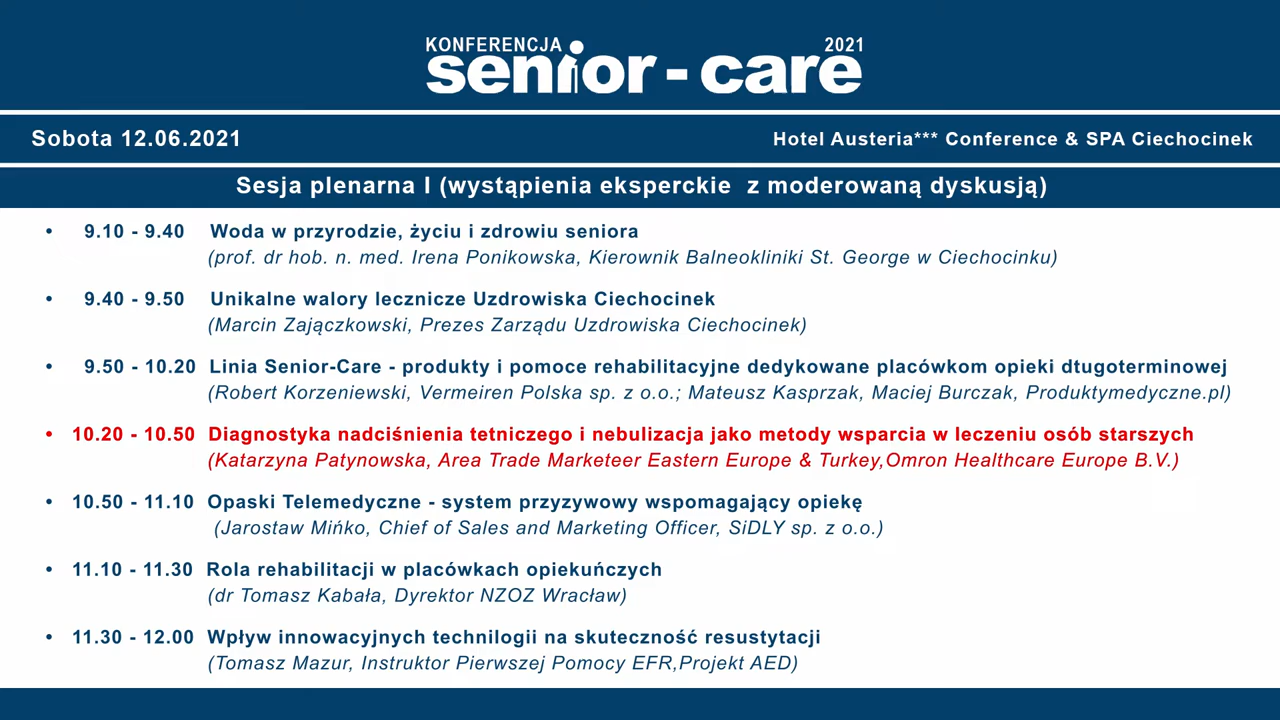 KONFERENCJA 2021
senior-care
Sobota 12.06.2021
Hotel Austeria*** Conference & SPA Ciechocinek
Sesja plenarna I (wystąpienia eksperckie z moderowaną dyskusją)
• 9.10 - 9.40 Woda w przyrodzie, życiu i zdrowiu seniora
(prof. dr hob. n. med. Irena Ponikowska, Kierownik Balneokliniki St. George w Ciechocinku)
• 9.40 - 9.50 Unikalne walory lecznicze Uzdrowiska Ciechocinek
(Marcin Zajączkowski, Prezes Zarządu Uzdrowiska Ciechocinek)
• 9.50 - 10.20 Linia Senior-Care - produkty i pomoce rehabilitacyjne dedykowane placówkom opieki dtugoterminowej
(Robert Korzeniewski, Vermeiren Polska sp. z o.o.; Mateusz Kasprzak, Maciej Burczak, Produktymedyczne.pl)
• 10.20 - 10.50 Diagnostyka nadciśnienia tetniczego i nebulizacja jako metody wsparcia w leczeniu osób starszych
(Katarzyna Patynowska, Area Trade Marketeer Eastern Europe & Turkey,Omron Healthcare Europe B.V.)
• 10.50 - 11.10 Opaski Telemedyczne - system przyzywowy wspomagający opiekę
(Jarostaw Mińko, Chief of Sales and Marketing Officer, SiDLY sp. z o.o.)
• 11.10 - 11.30 Rola rehabilitacji w placówkach opiekuńczych
(dr Tomasz Kabała, Dyrektor NZOZ Wracław)
• 11.30 - 12.00 Wpływ innowacyjnych technilogii na skuteczność resustytacji
(Tomasz Mazur, Instruktor Pierwszej Pomocy EFR,Projekt AED)